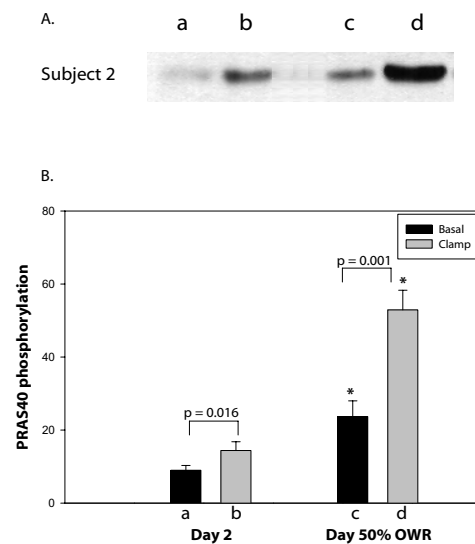 A.
a b c d
Subject 2
B.
80
60
40
20
0
PRAS40 phosphorylation
Basal
Clamp
p = 0.001
*
*
p = 0.016
a b c d
Day 2 Day 50% OWR